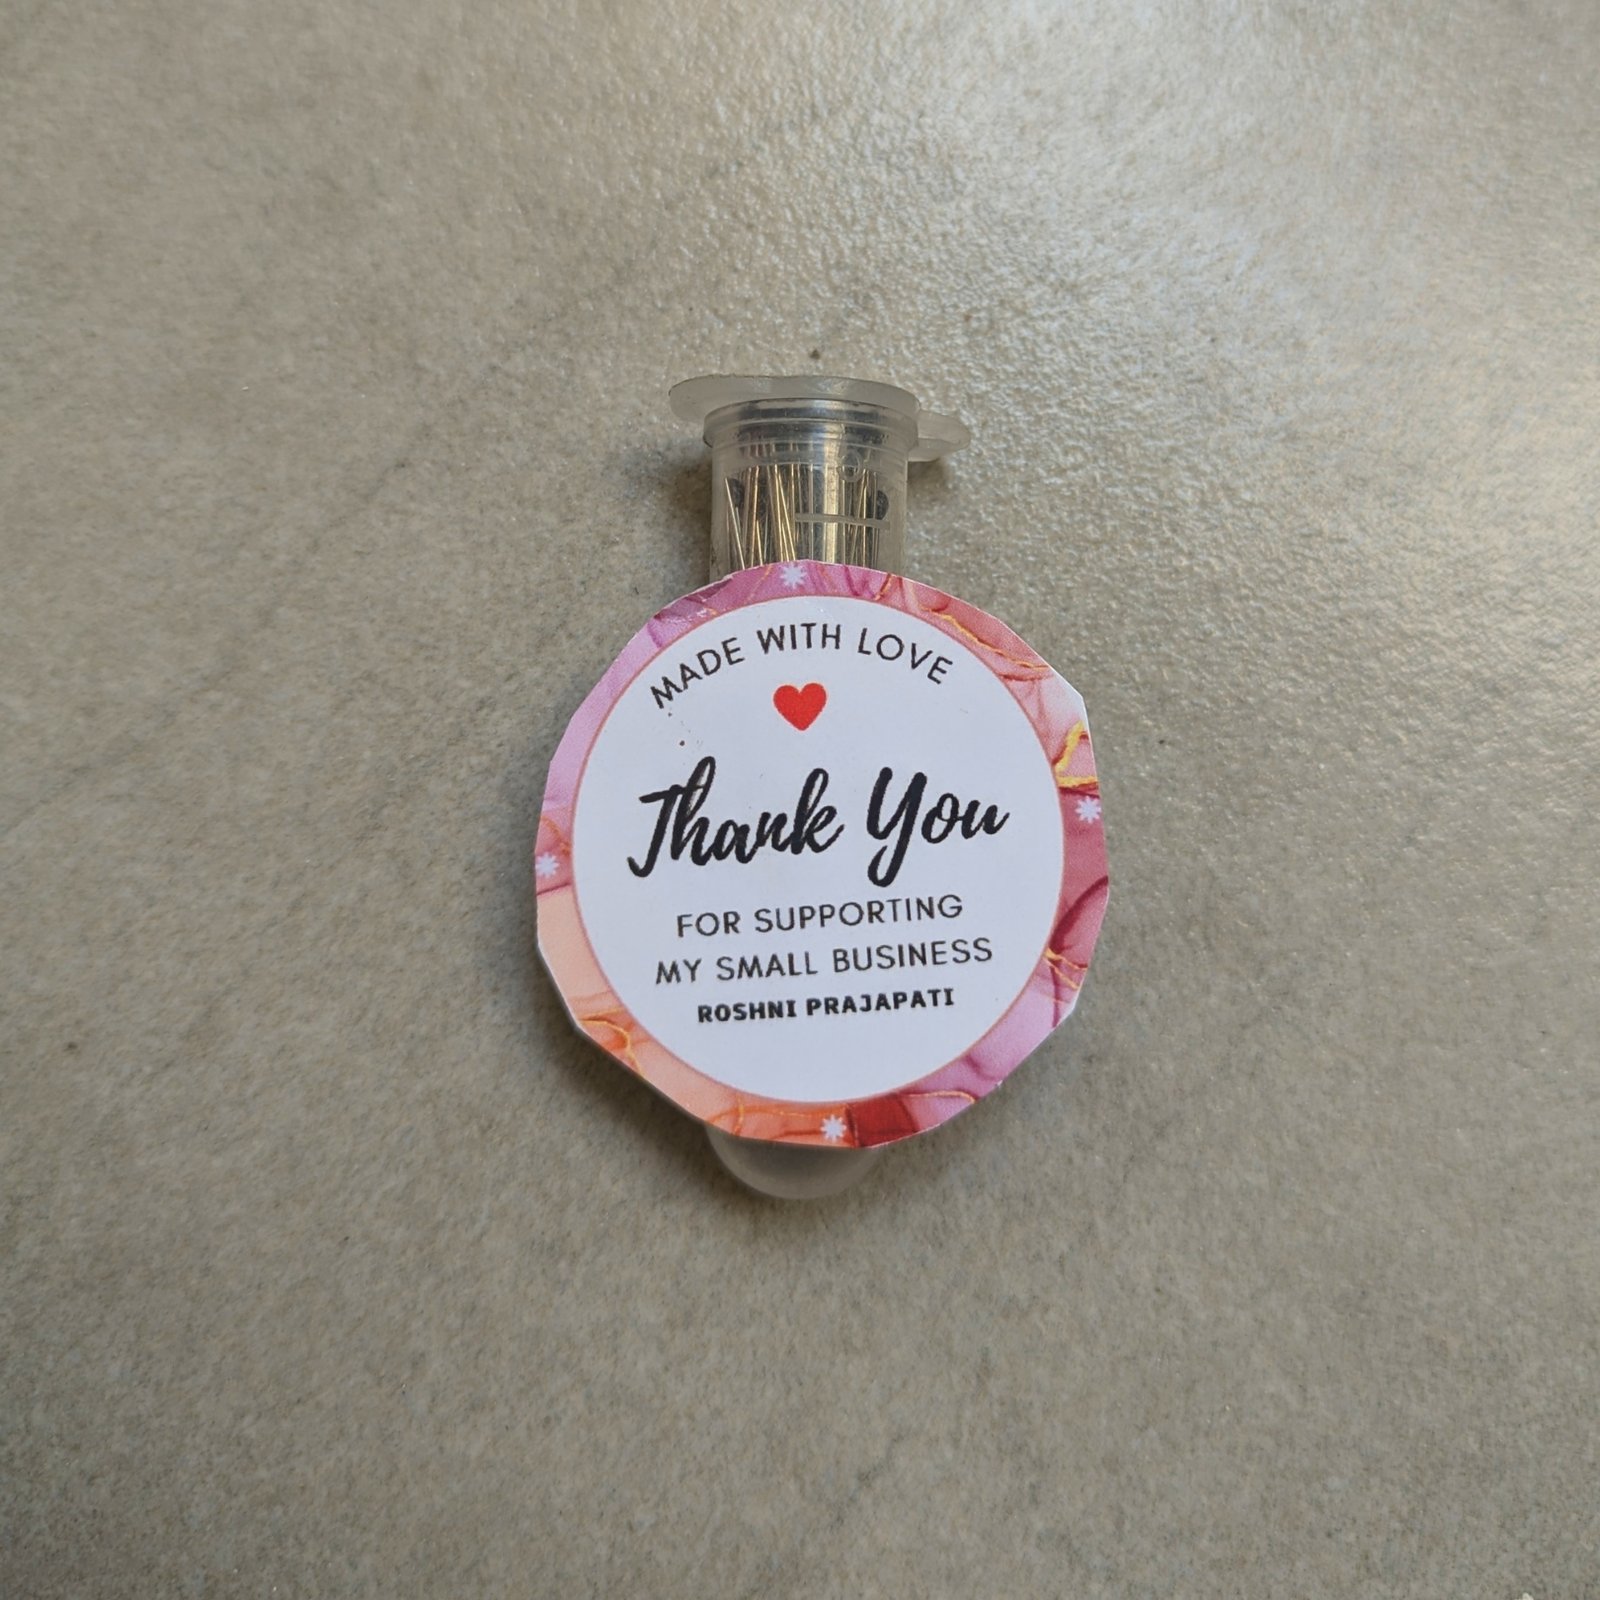 MADE WITH LOVE
Thank You
FOR SUPPORTING
MY SMALL BUSINESS
ROSHNI PRAJAPATI